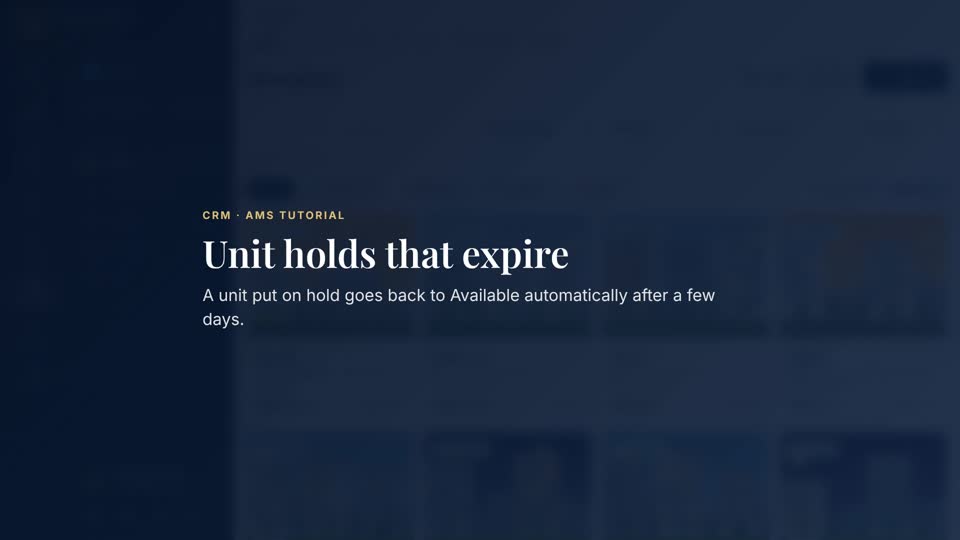 CRM · AMS TUTORIAL
Unit holds that expire
A unit put on hold goes back to Available automatically after a few
days.